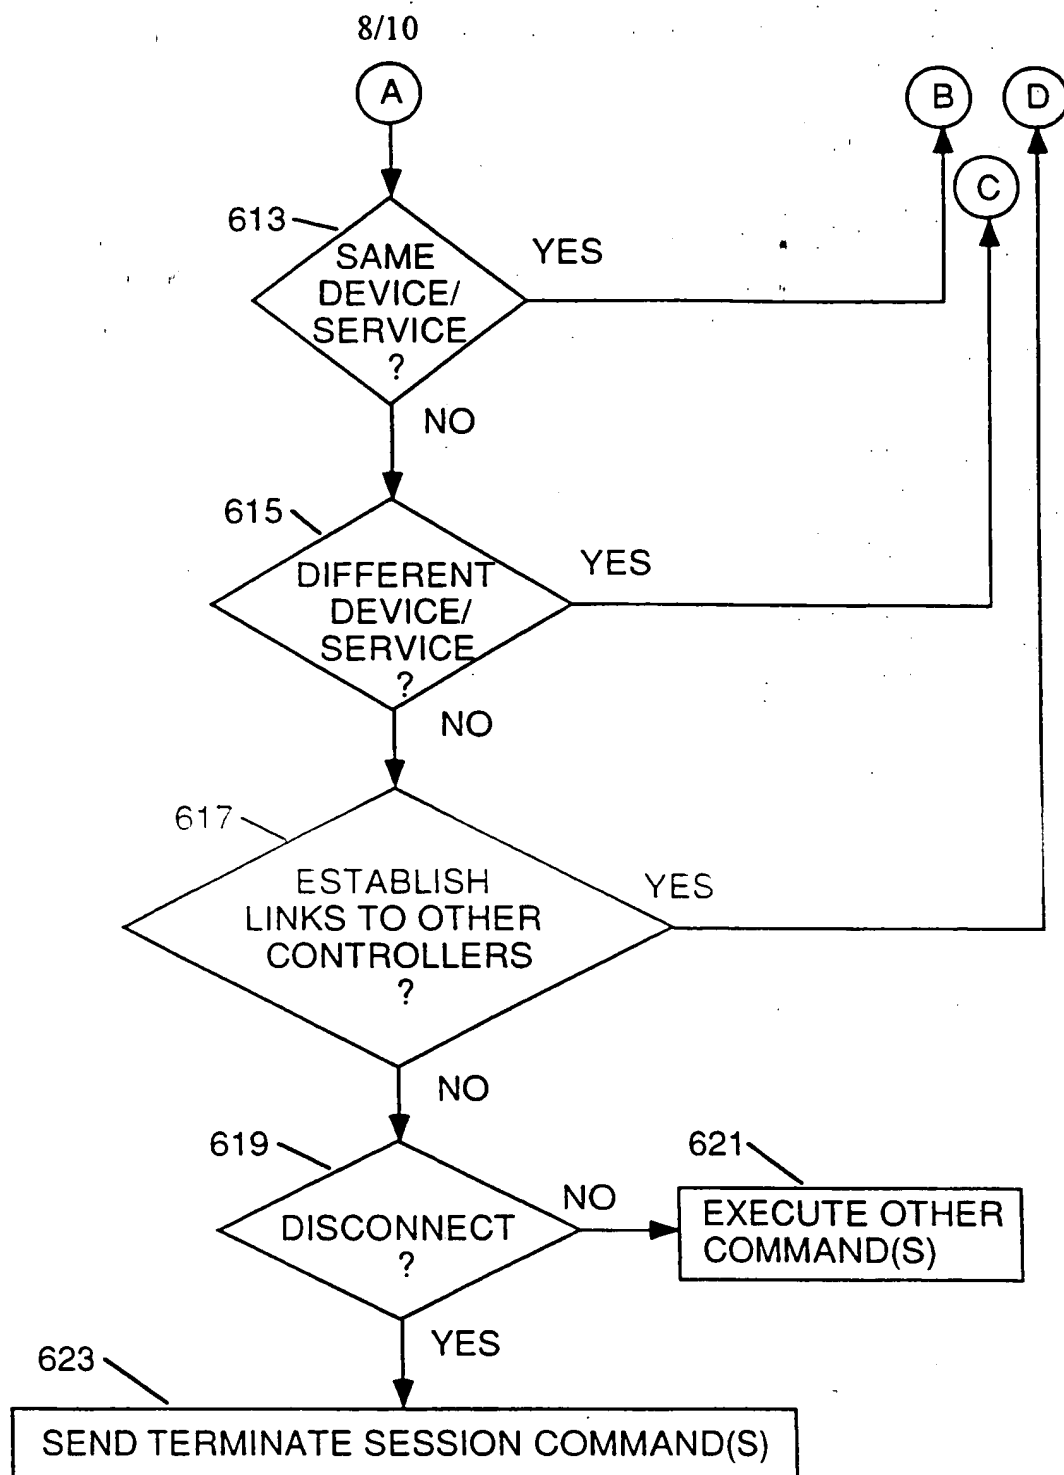 8/10
A
B
D
C
613
SAME
DEVICE/
SERVICE
?
YES
NO
615
DIFFERENT
DEVICE/
SERVICE
?
YES
NO
617
ESTABLISH
LINKS TO OTHER
CONTROLLERS
?
YES
NO
619
DISCONNECT
?
NO
621
EXECUTE OTHER
COMMAND(S)
YES
623
SEND TERMINATE SESSION COMMAND(S)